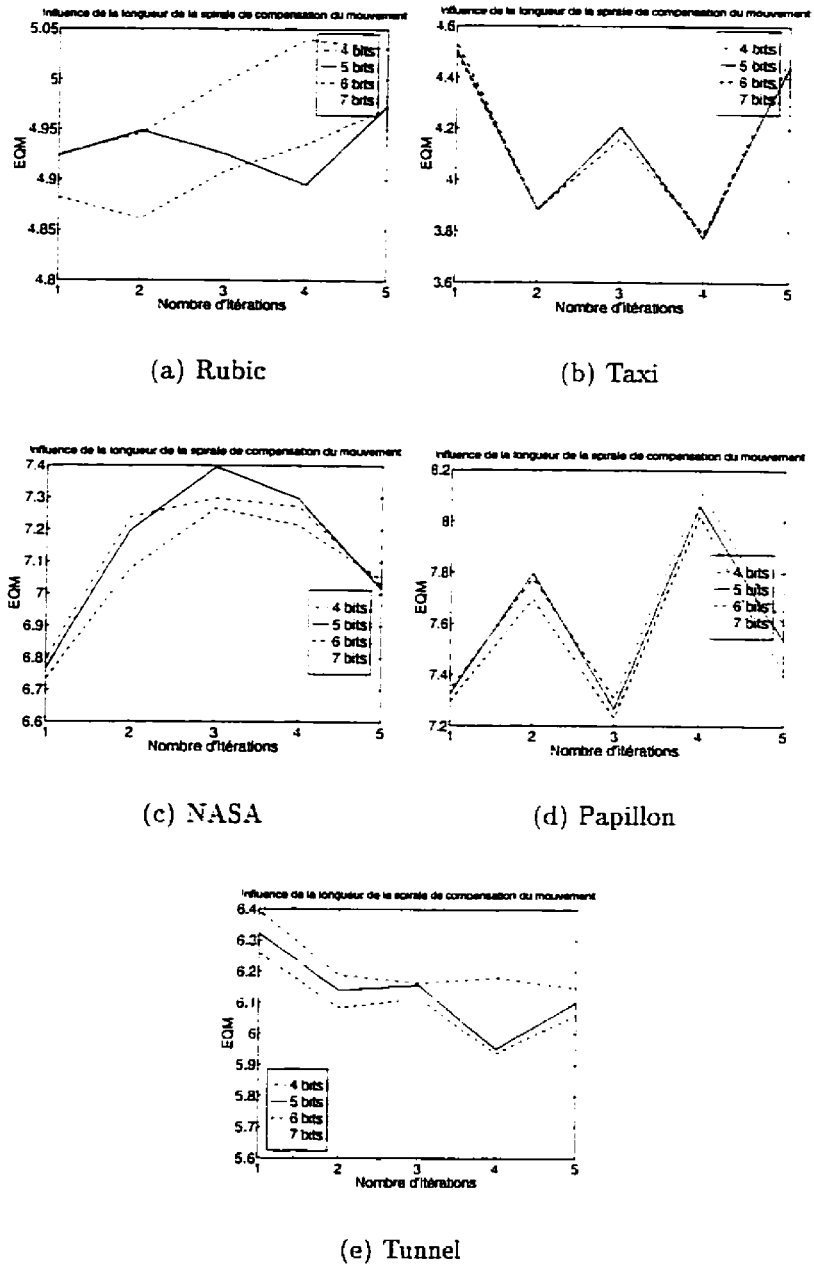 Influence de la longueur de la spirale de compensation du mouvement
5.05
5
4.95
4.9
4.85
4.8
EQM
4 bits
5 bits
6 bits
7 bits
1 2 3 4 5
Nombre d'itérations
(a) Rubic
Influence de la longueur de la spirale de compensation du mouvement
4.6
4.4
4.2
4
3.8
3.6
EQM
4 bits
5 bits
6 bits
7 bits
1 2 3 4 5
Nombre d'itérations
(b) Taxi
Influence de la longueur de la spirale de compensation du mouvement
7.4
7.3
7.2
7.1
7
6.9
6.8
6.7
6.6
EQM
4 bits
5 bits
6 bits
7 bits
1 2 3 4 5
Nombre d'itérations
(c) NASA
Influence de la longueur de la spirale de compensation du mouvement
8.2
8
7.8
7.6
7.4
7.2
EQM
4 bits
5 bits
6 bits
7 bits
1 2 3 4 5
Nombre d'itérations
(d) Papillon
Influence de la longueur de la spirale de compensation du mouvement
6.4
6.3
6.2
6.1
6
5.9
5.8
5.7
5.6
EQM
4 bits
5 bits
6 bits
7 bits
1 2 3 4 5
Nombre d'itérations
(e) Tunnel